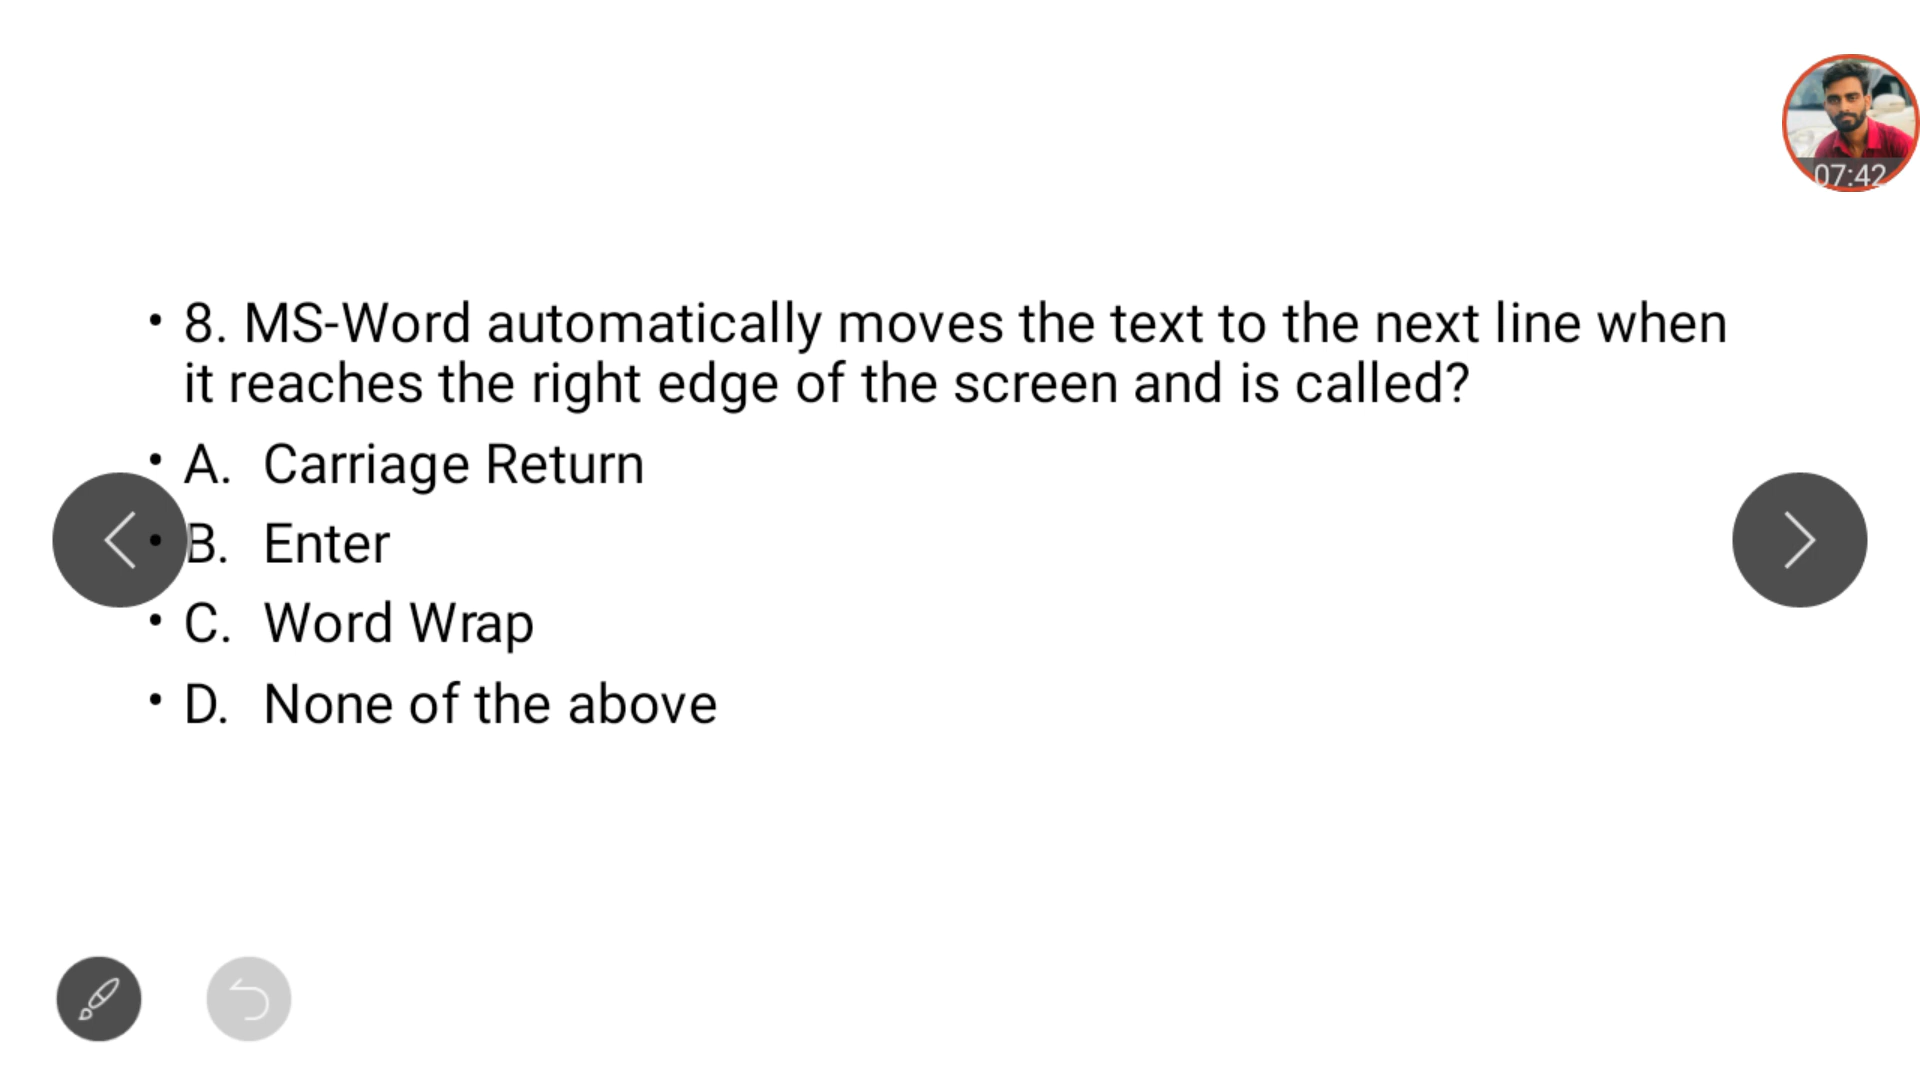 07:42
• 8. MS-Word automatically moves the text to the next line when
it reaches the right edge of the screen and is called?
• A. Carriage Return
• B. Enter
• C. Word Wrap
• D. None of the above